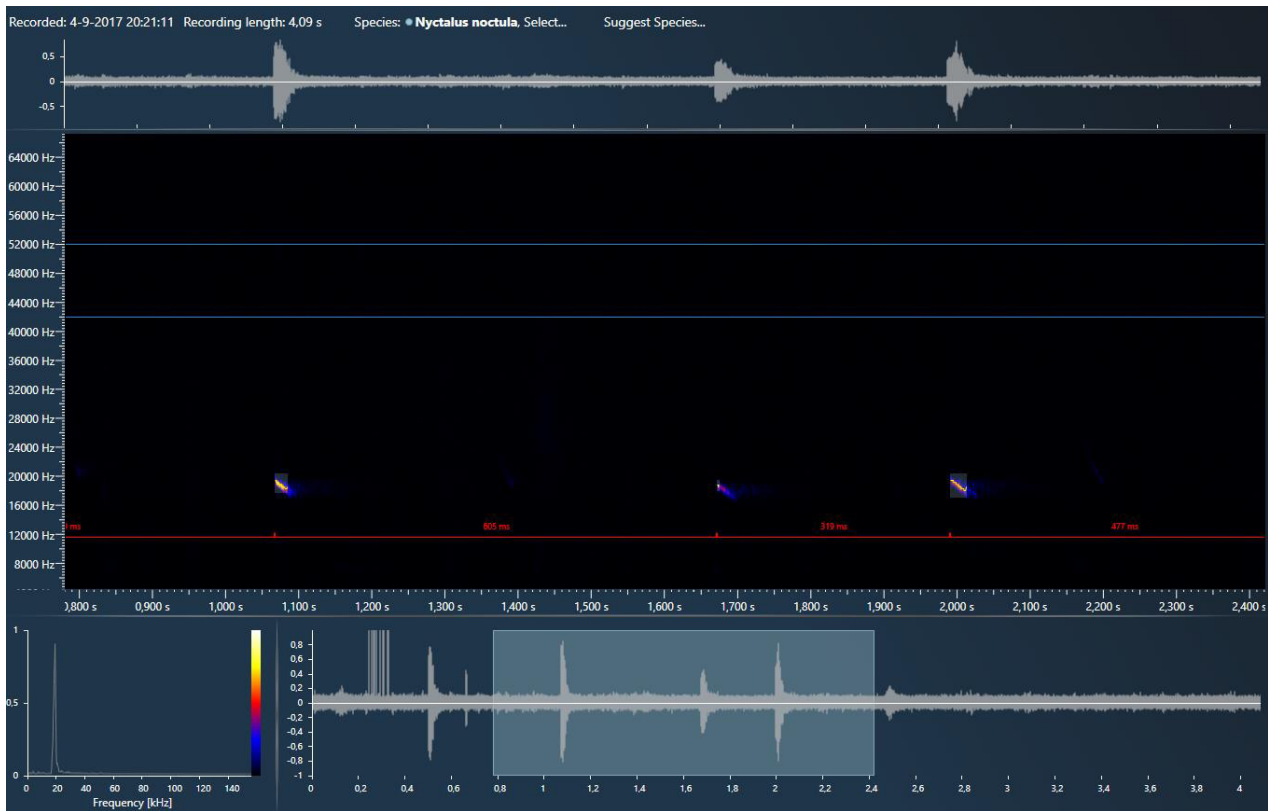 Recorded: 4-9-2017 20:21:11 Recording length: 4,09 s Species: Nyctalus noctula, Select... Suggest Species...
0,5
0
-0,5
64000 Hz
60000 Hz
56000 Hz
52000 Hz
48000 Hz
44000 Hz
40000 Hz
36000 Hz
32000 Hz
28000 Hz
24000 Hz
20000 Hz
16000 Hz
12000 Hz
8000 Hz
ms 605 ms 319 ms 477 ms
0,800 s 0,900 s 1,000 s 1,100 s 1,200 s 1,300 s 1,400 s 1,500 s 1,600 s 1,700 s 1,800 s 1,900 s 2,000 s 2,100 s 2,200 s 2,300 s 2,400 s
1
0,5
0
0 20 40 60 80 100 120 140
Frequency [kHz]
0,8
0,6
0,4
0,2
0
-0,2
-0,4
-0,6
-0,8
-1
0 0,2 0,4 0,6 0,8 1 1,2 1,4 1,6 1,8 2 2,2 2,4 2,6 2,8 3 3,2 3,4 3,6 3,8 4